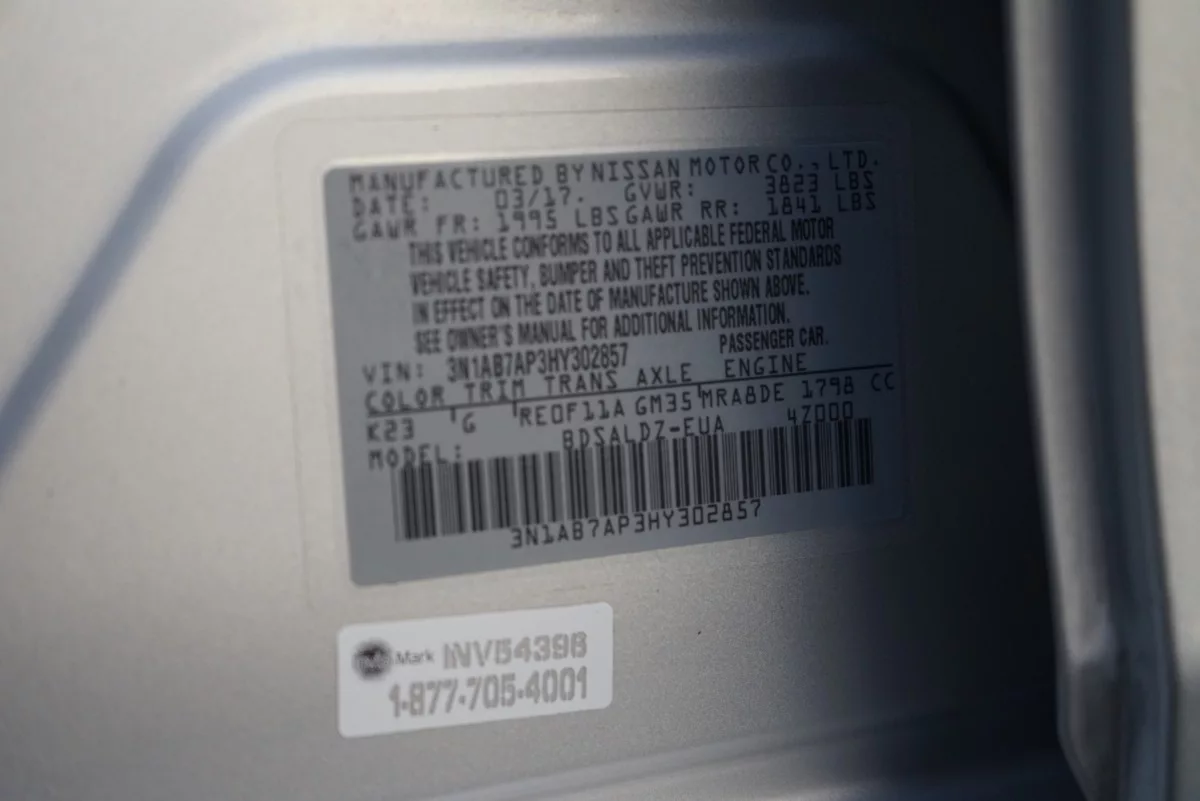 MANUFACTURED BY NISSAN MOTOR CO., LTD.
DATE: 03/17. GVWR: 3823 LBS
GAWR FR: 1995 LBS GAWR RR: 1841 LBS
THIS VEHICLE CONFORMS TO ALL APPLICABLE FEDERAL MOTOR
VEHICLE SAFETY, BUMPER AND THEFT PREVENTION STANDARDS
IN EFFECT ON THE DATE OF MANUFACTURE SHOWN ABOVE.
SEE OWNER'S MANUAL FOR ADDITIONAL INFORMATION.
VIN: 3N1AB7AP3HY302857 PASSENGER CAR.
COLOR TRIM TRANS AXLE ENGINE
K23 G RE0F11A GM35 MRA8DE 1798 CC
MODEL: BDSALDZ-EUA 4Z000
3N1AB7AP3HY302857
Mark
1-877-705-4001